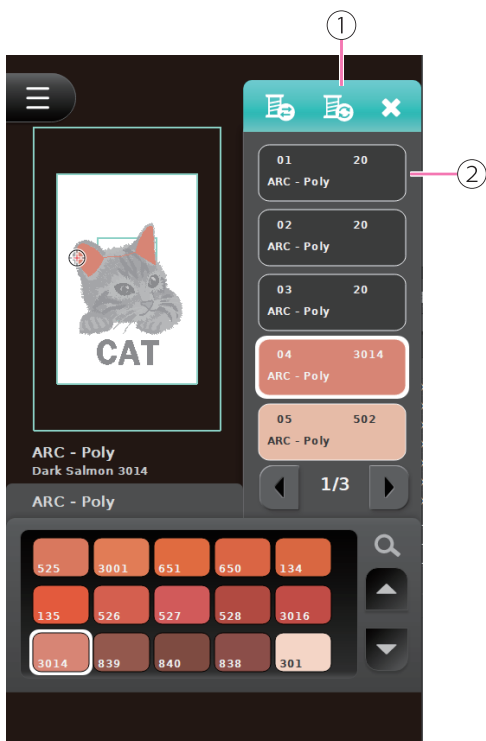 1
01 20
ARC - Poly
2
02 20
ARC - Poly
03 20
ARC - Poly
04 3014
ARC - Poly
05 502
ARC - Poly
1/3
CAT
ARC - Poly
Dark Salmon 3014
ARC - Poly
525 3001 651 650 134
135 526 527 528 3016
3014 839 840 838 301